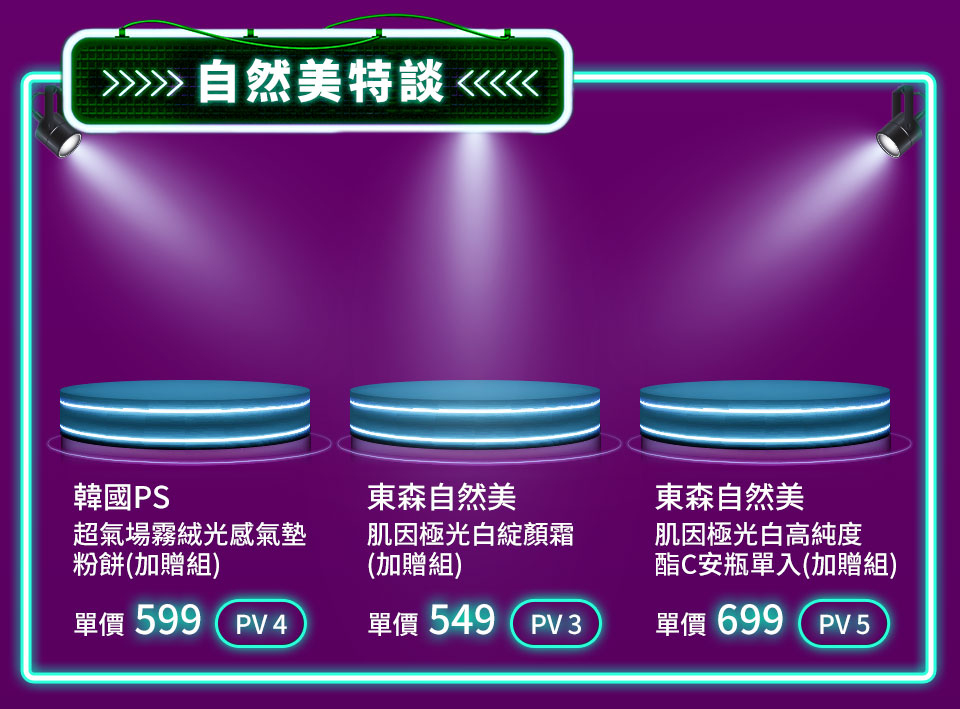 >>>>> 自然美特談 <<<<<
韓國PS
超氣場霧絨光感氣墊
粉餅(加贈組)
單價 599 PV 4
東森自然美
肌因極光白綻顏霜
(加贈組)
單價 549 PV 3
東森自然美
肌因極光白高純度
酯C安瓶單入(加贈組)
單價 699 PV 5